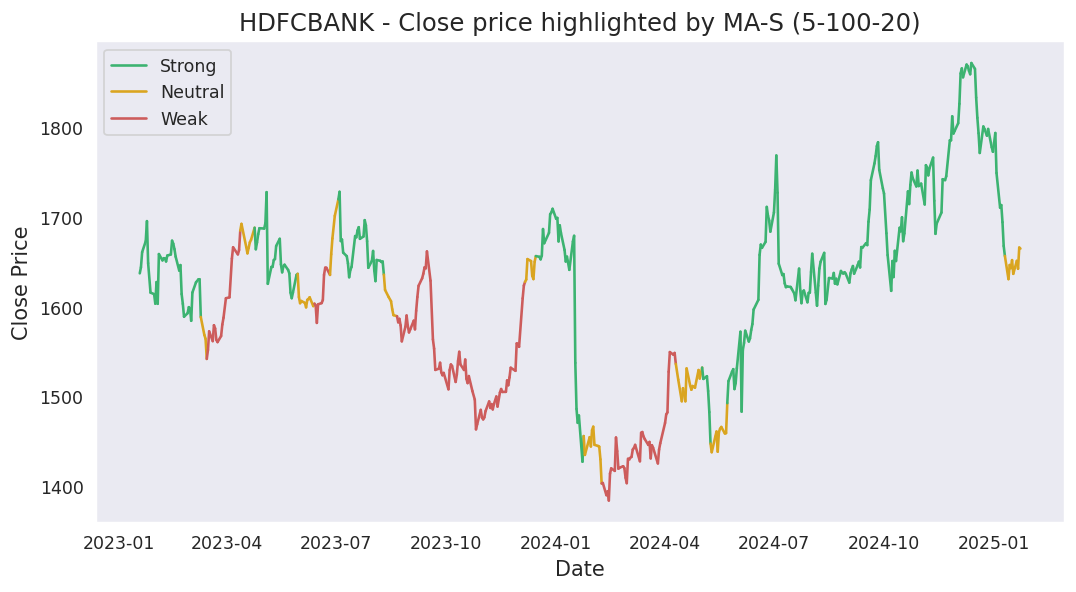 HDFCBANK - Close price highlighted by MA-S (5-100-20)
Strong
Neutral
Weak
Close Price
1800
1700
1600
1500
1400
2023-01 2023-04 2023-07 2023-10 2024-01 2024-04 2024-07 2024-10 2025-01
Date